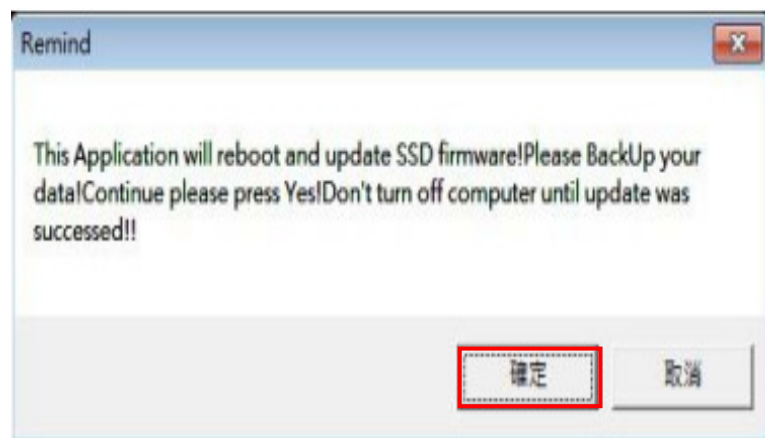 Remind
This Application will reboot and update SSD firmware!Please BackUp your
data!Continue please press Yes!Don't turn off computer until update was
successed!!
確定
取消